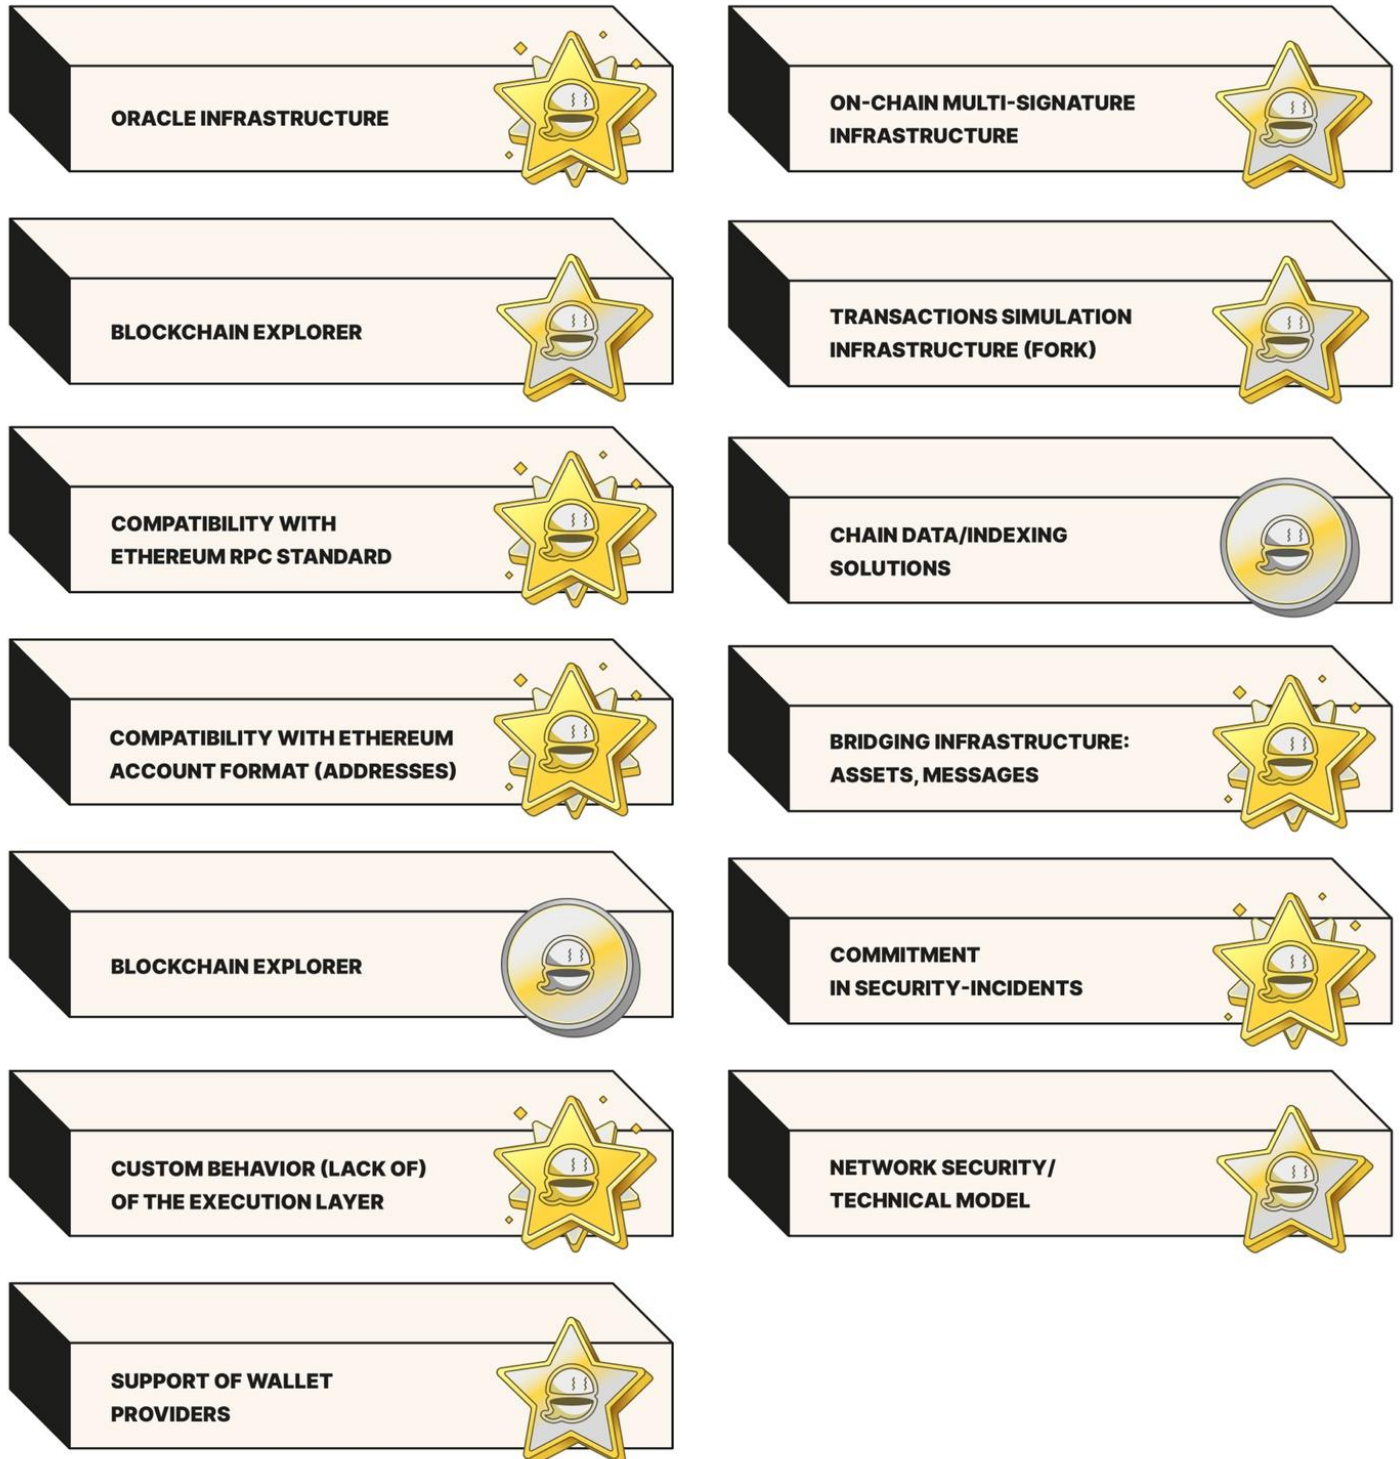 ORACLE INFRASTRUCTURE
BLOCKCHAIN EXPLORER
COMPATIBILITY WITH
ETHEREUM RPC STANDARD
COMPATIBILITY WITH ETHEREUM
ACCOUNT FORMAT (ADDRESSES)
BLOCKCHAIN EXPLORER
CUSTOM BEHAVIOR (LACK OF)
OF THE EXECUTION LAYER
SUPPORT OF WALLET
PROVIDERS
ON-CHAIN MULTI-SIGNATURE
INFRASTRUCTURE
TRANSACTIONS SIMULATION
INFRASTRUCTURE (FORK)
CHAIN DATA/INDEXING
SOLUTIONS
BRIDGING INFRASTRUCTURE:
ASSETS, MESSAGES
COMMITMENT
IN SECURITY-INCIDENTS
NETWORK SECURITY/
TECHNICAL MODEL